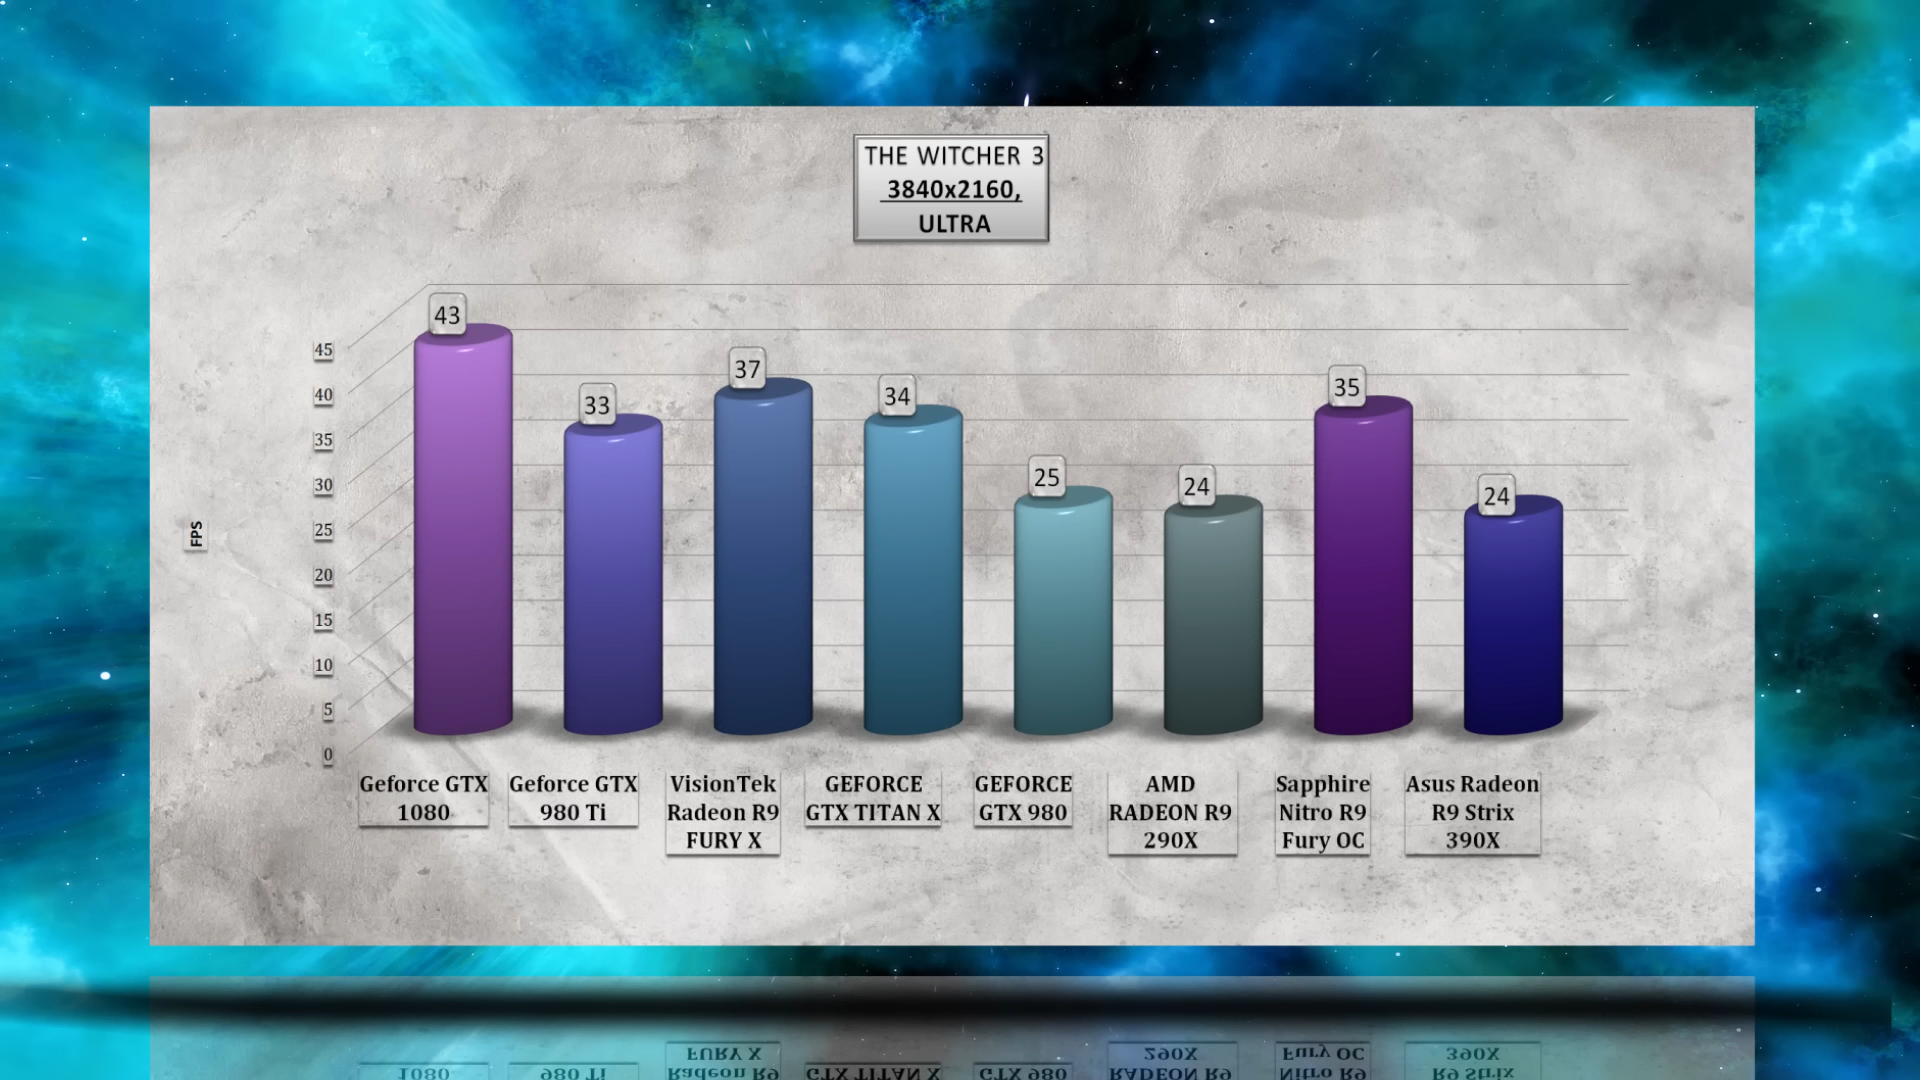 THE WITCHER 3
3840x2160,
ULTRA
43
33
37
34
25
24
35
24
45
40
35
30
25
20
15
10
5
0
FPS
Geforce GTX
1080
Geforce GTX
980 Ti
VisionTek
Radeon R9
FURY X
GEFORCE
GTX TITAN X
GEFORCE
GTX 980
AMD
RADEON R9
290X
Sapphire
Nitro R9
Fury OC
Asus Radeon
R9 Strix
390X